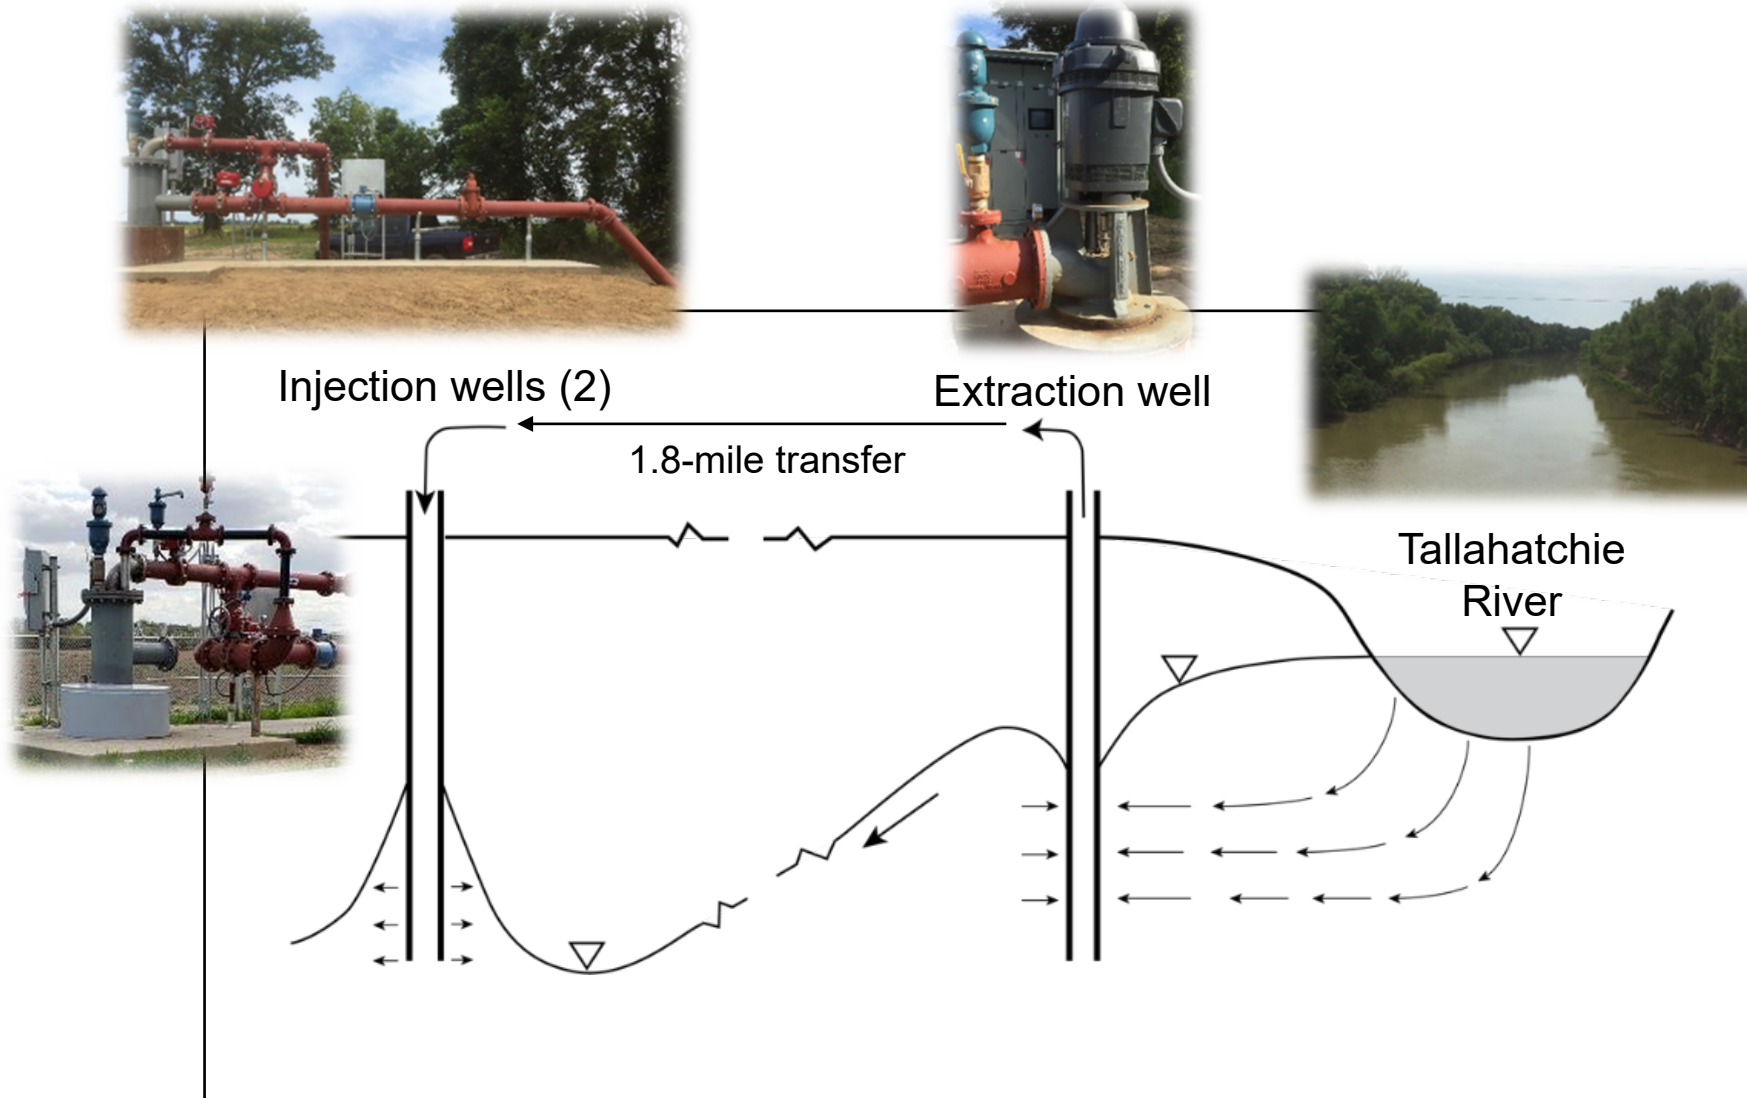 Injection wells (2)
Extraction well
1.8-mile transfer
Tallahatchie
River